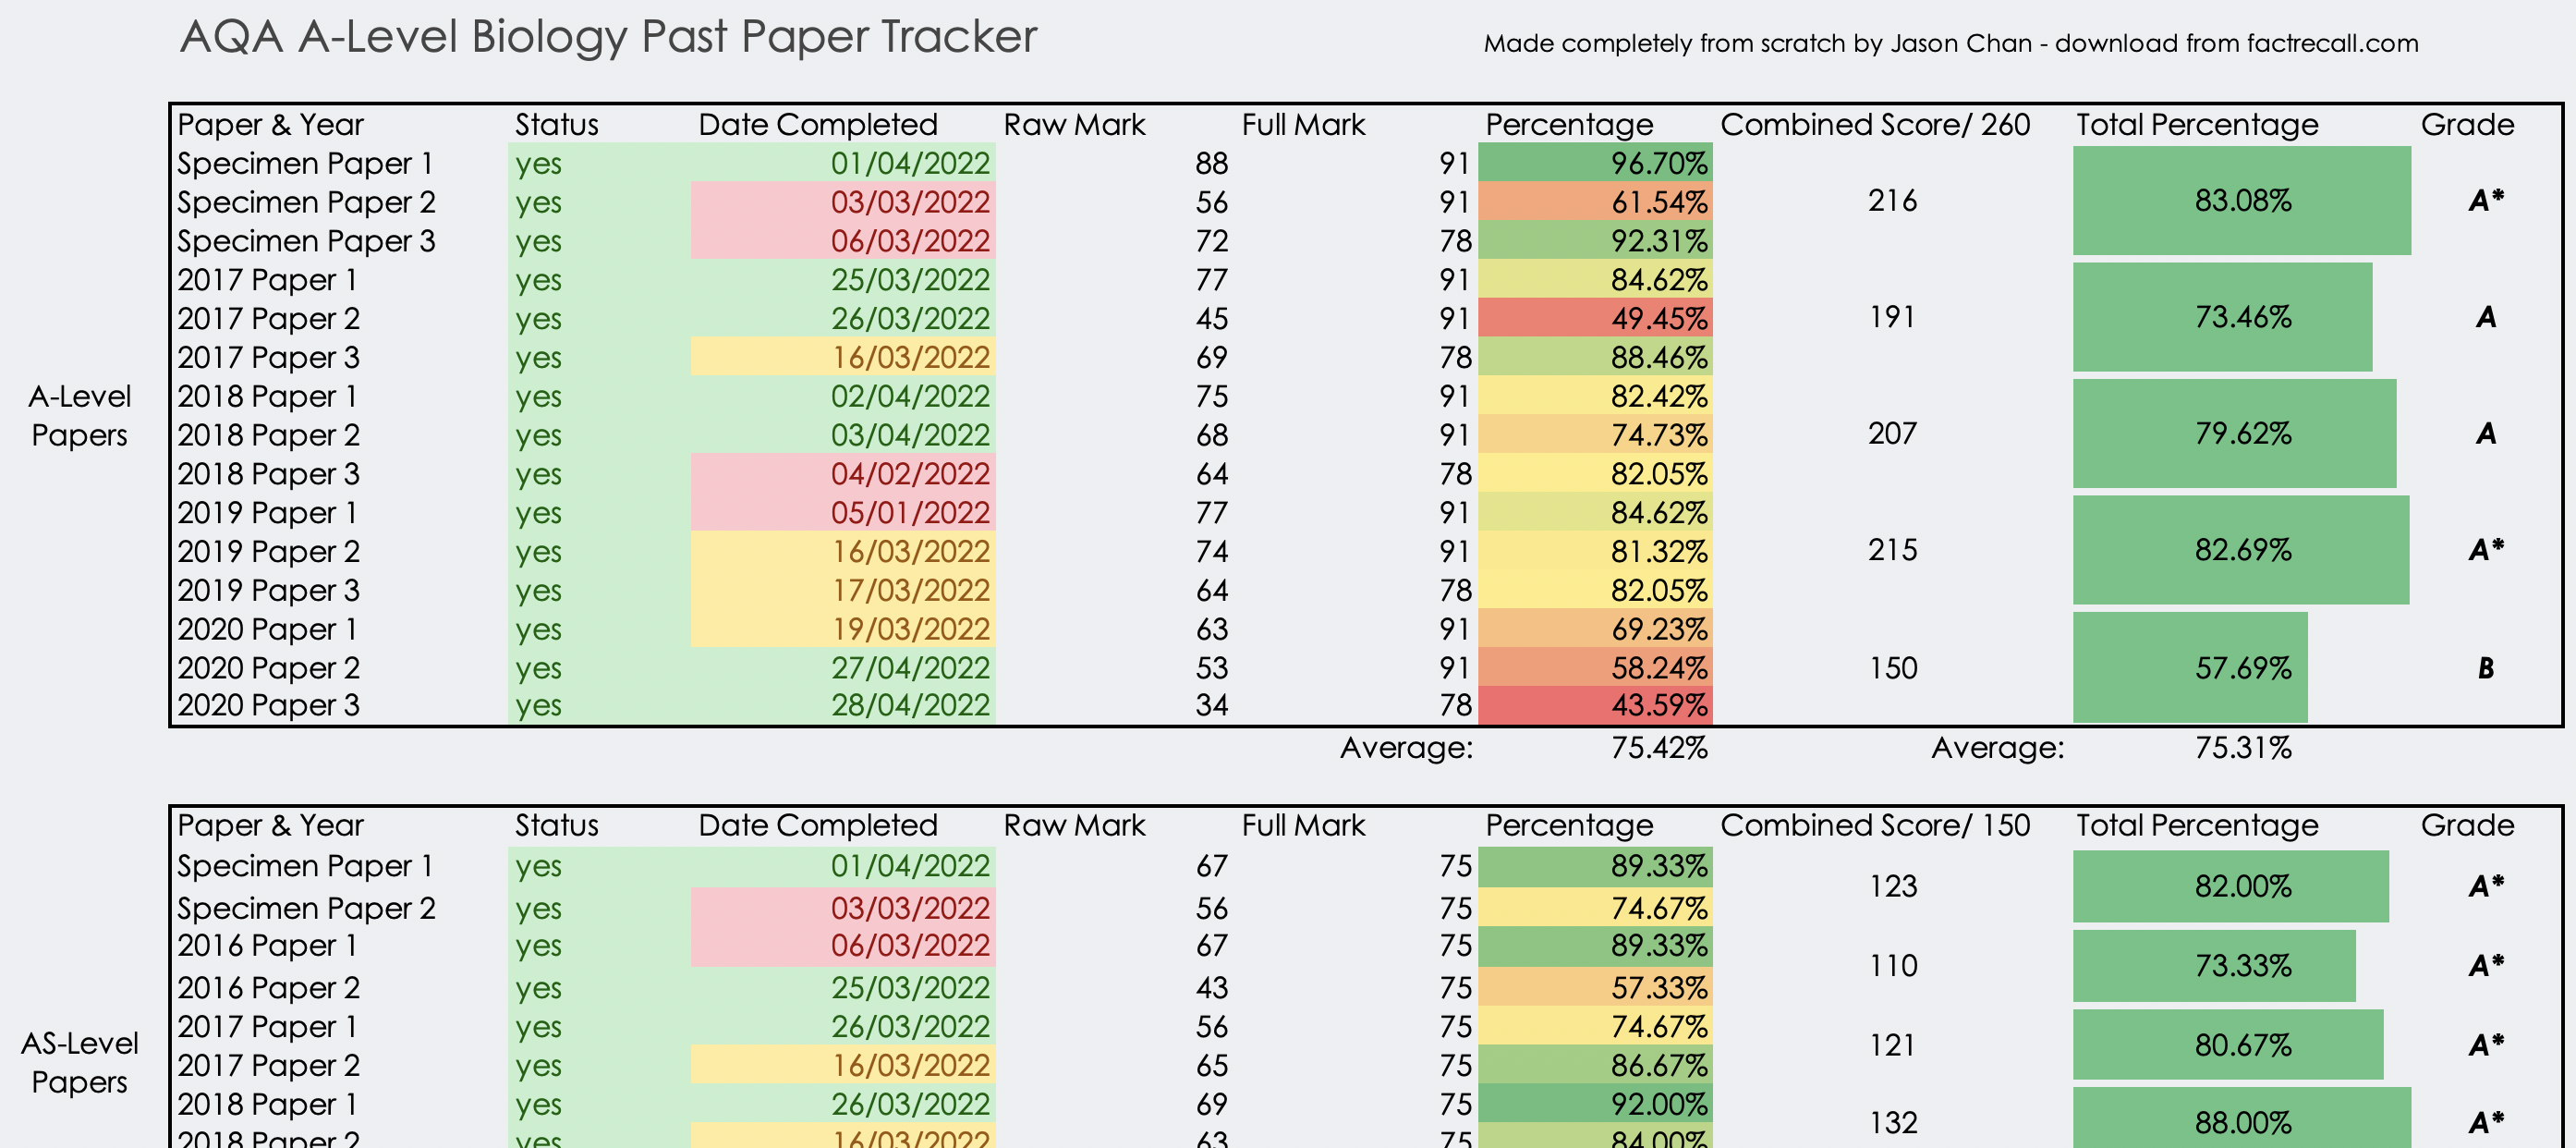 AQA A-Level Biology Past Paper Tracker
Made completely from scratch by Jason Chan - download from factrecall.com
Paper & Year Status Date Completed Raw Mark Full Mark Percentage Combined Score/ 260 Total Percentage Grade
Specimen Paper 1 yes 01/04/2022 88 91 96.70%
Specimen Paper 2 yes 03/03/2022 56 91 61.54% 216 83.08% A*
Specimen Paper 3 yes 06/03/2022 72 78 92.31%
2017 Paper 1 yes 25/03/2022 77 91 84.62%
2017 Paper 2 yes 26/03/2022 45 91 49.45% 191 73.46% A
2017 Paper 3 yes 16/03/2022 69 78 88.46%
A-Level
Papers
2018 Paper 1 yes 02/04/2022 75 91 82.42%
2018 Paper 2 yes 03/04/2022 68 91 74.73% 207 79.62% A
2018 Paper 3 yes 04/02/2022 64 78 82.05%
2019 Paper 1 yes 05/01/2022 77 91 84.62%
2019 Paper 2 yes 16/03/2022 74 91 81.32% 215 82.69% A*
2019 Paper 3 yes 17/03/2022 64 78 82.05%
2020 Paper 1 yes 19/03/2022 63 91 69.23%
2020 Paper 2 yes 27/04/2022 53 91 58.24% 150 57.69% B
2020 Paper 3 yes 28/04/2022 34 78 43.59%
Average: 75.42% Average: 75.31%
Paper & Year Status Date Completed Raw Mark Full Mark Percentage Combined Score/ 150 Total Percentage Grade
Specimen Paper 1 yes 01/04/2022 67 75 89.33%
123 82.00% A*
Specimen Paper 2 yes 03/03/2022 56 75 74.67%
2016 Paper 1 yes 06/03/2022 67 75 89.33%
110 73.33% A*
2016 Paper 2 yes 25/03/2022 43 75 57.33%
2017 Paper 1 yes 26/03/2022 56 75 74.67%
121 80.67% A*
AS-Level
Papers
2017 Paper 2 yes 16/03/2022 65 75 86.67%
2018 Paper 1 yes 26/03/2022 69 75 92.00%
132 88.00% A*
2018 Paper 2 yes 16/03/2022 63 75 84.00%